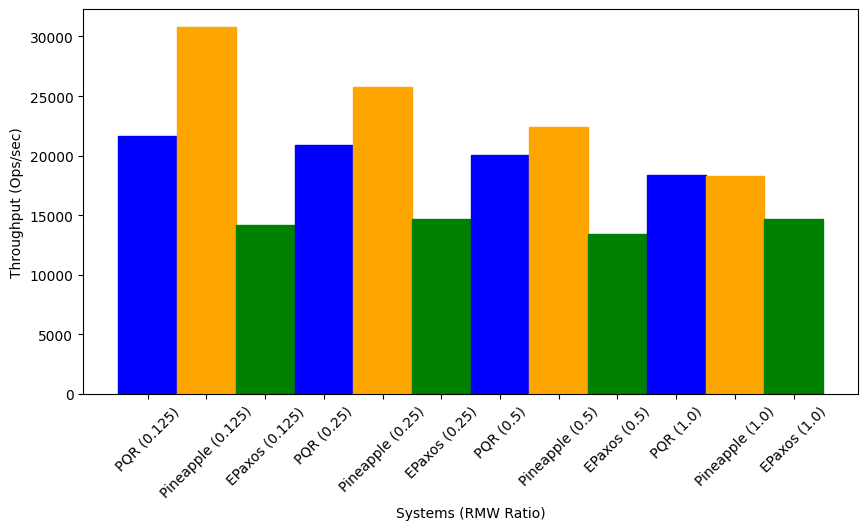 Throughput (Ops/sec)
30000
25000
20000
15000
10000
5000
0
PQR (0.125)
Pineapple (0.125)
EPaxos (0.125)
PQR (0.25)
Pineapple (0.25)
EPaxos (0.25)
PQR (0.5)
Pineapple (0.5)
EPaxos (0.5)
PQR (1.0)
Pineapple (1.0)
EPaxos (1.0)
Systems (RMW Ratio)